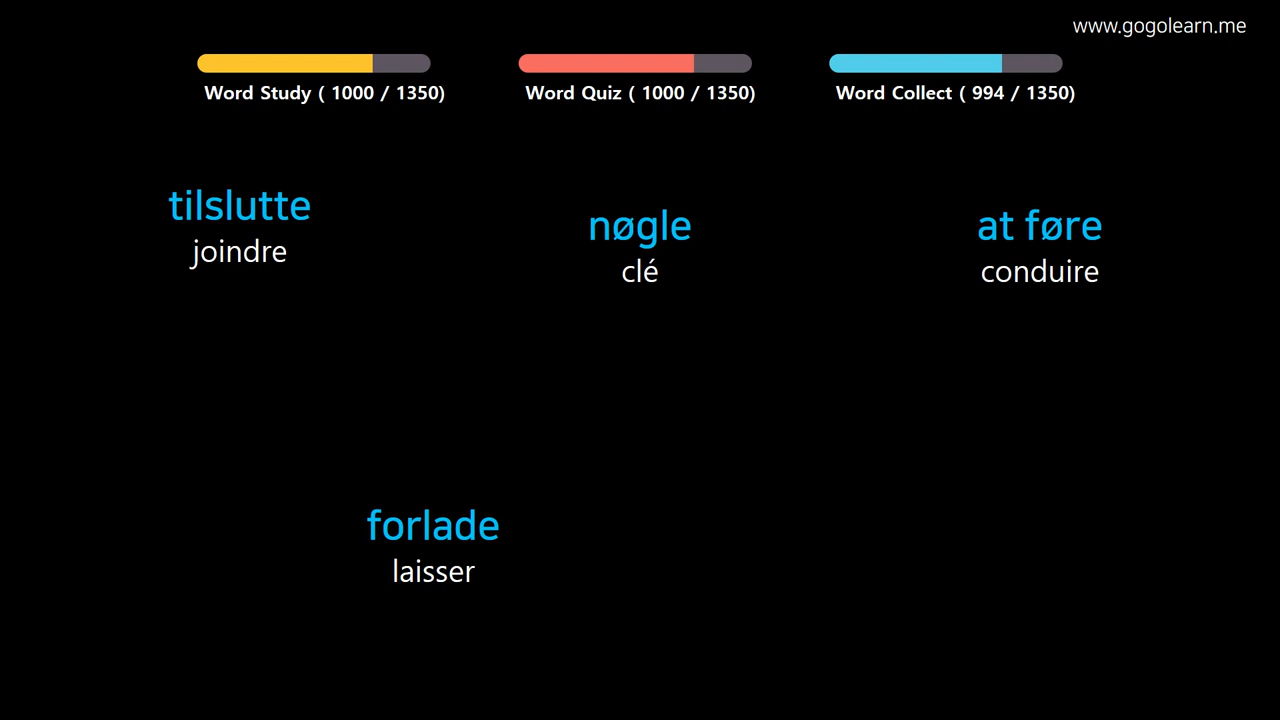 www.gogolearn.me
Word Study ( 1000 / 1350)
Word Quiz ( 1000 / 1350)
Word Collect ( 994 / 1350)
tilslutte
joindre
nøgle
clé
at føre
conduire
forlade
laisser